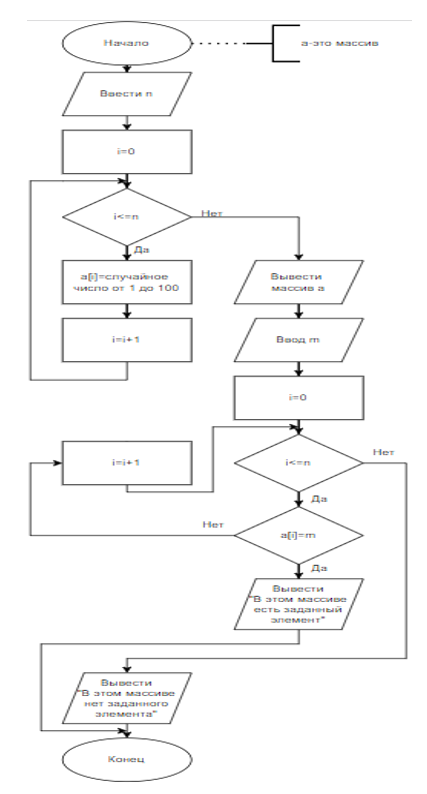 Начало
а-это массив
Ввести n
i=0
i<=n
Нет
Да
a[i]=случайное
число от 1 до 100
i=i+1
Вывести
массив a
Ввод m
i=0
i<=n
Нет
Да
i=i+1
a[i]=m
Нет
Да
Вывести
"В этом массиве
есть заданный
элемент"
Вывести
"В этом массиве
нет заданного
элемента"
Конец